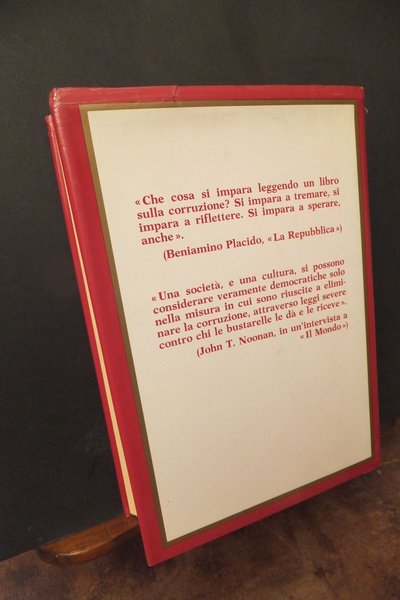 «Che cosa si impara leggendo un libro
sulla corruzione? Si impara a tremare, si
impara a riflettere. Si impara a sperare,
anche».
(Beniamino Placido, «La Repubblica»)
«Una società, e una cultura, si possono
considerare veramente democratiche solo
nella misura in cui sono riuscite a elimi-
nare la corruzione, attraverso leggi severe
contro chi le bustarelle le dà e le riceve».
(John T. Noonan, in un'intervista a
«Il Mondo»)